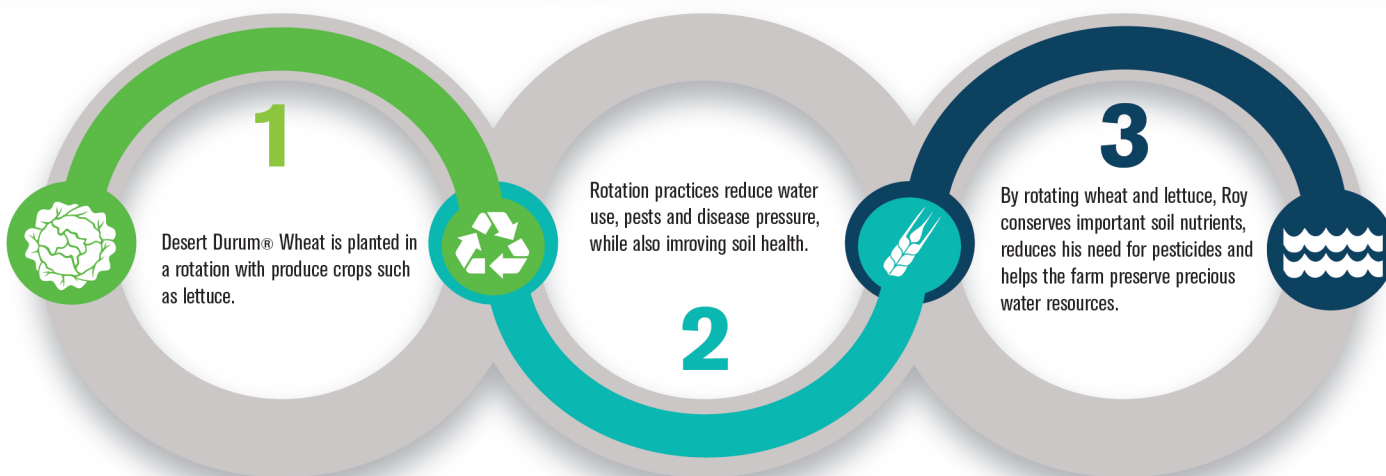 1
Desert Durum® Wheat is planted in
a rotation with produce crops such
as lettuce.
Rotation practices reduce water
use, pests and disease pressure,
while also imroving soil health.
2
3
By rotating wheat and lettuce, Roy
conserves important soil nutrients,
reduces his need for pesticides and
helps the farm preserve precious
water resources.